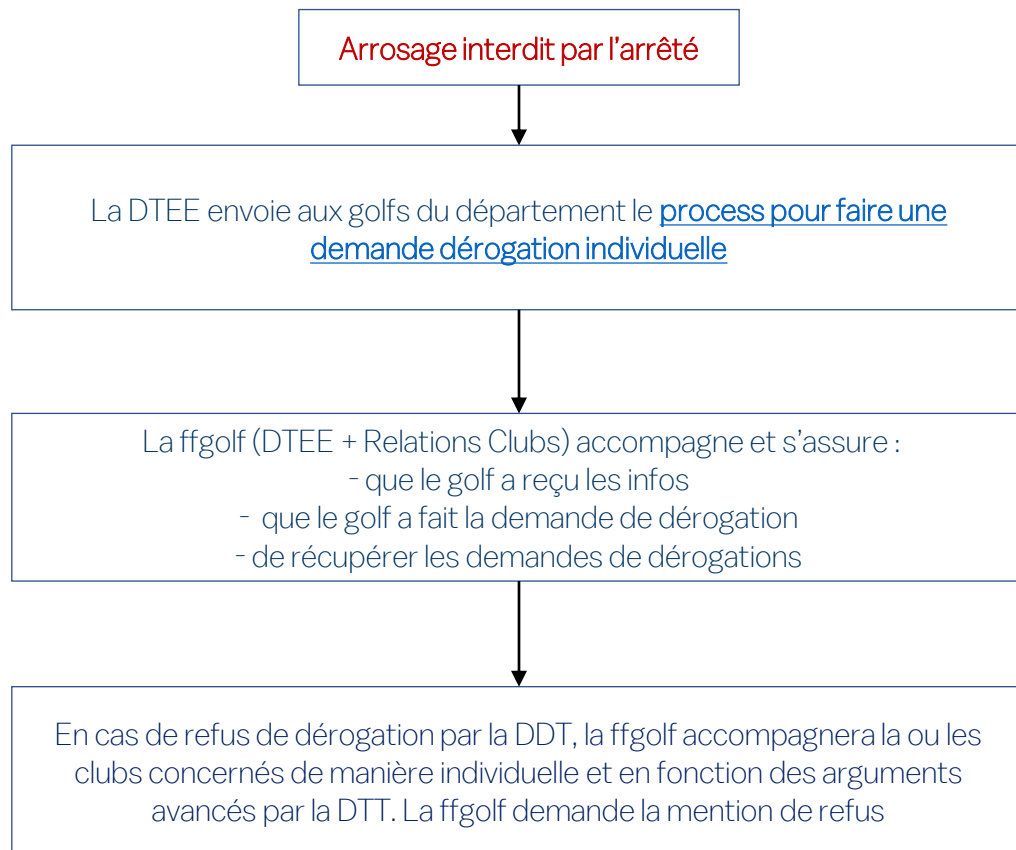 Arrosage interdit par l'arrêté
La DTEE envoie aux golfs du département le process pour faire une
demande dérogation individuelle
La ffgolf (DTEE + Relations Clubs) accompagne et s'assure :
- que le golf a reçu les infos
- que le golf a fait la demande de dérogation
- de récupérer les demandes de dérogations
En cas de refus de dérogation par la DDT, la ffgolf accompagnera la ou les
clubs concernés de manière individuelle et en fonction des arguments
avancés par la DTT. La ffgolf demande la mention de refus